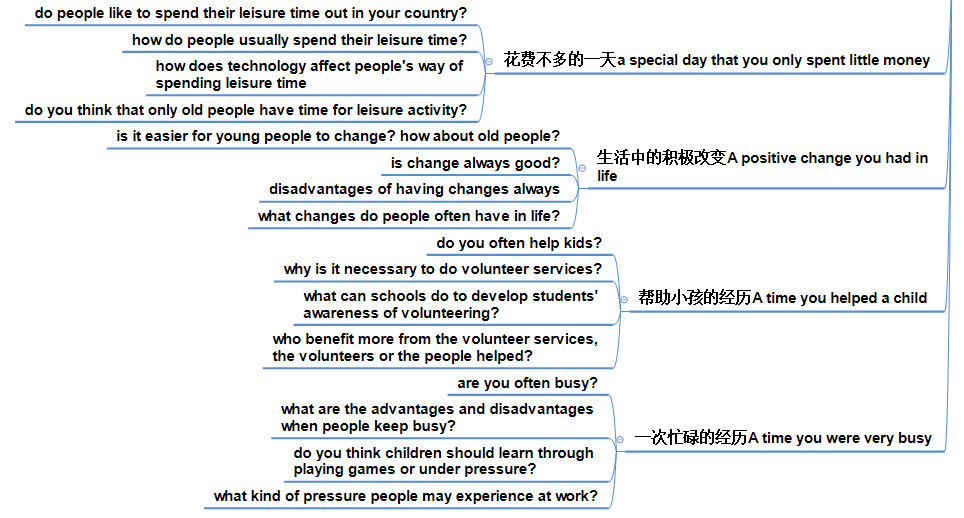 do people like to spend their leisure time out in your country?
how do people usually spend their leisure time?
how does technology affect people's way of
spending leisure time
do you think that only old people have time for leisure activity?
花费不多的一天a special day that you only spent little money
is it easier for young people to change? how about old people?
is change always good?
disadvantages of having changes always
what changes do people often have in life?
生活中的积极改变A positive change you had in
life
do you often help kids?
why is it necessary to do volunteer services?
what can schools do to develop students'
awareness of volunteering?
who benefit more from the volunteer services,
the volunteers or the people helped?
帮助小孩的经历A time you helped a child
are you often busy?
what are the advantages and disadvantages
when people keep busy?
do you think children should learn through
playing games or under pressure?
what kind of pressure people may experience at work?
一次忙碌的经历A time you were very busy